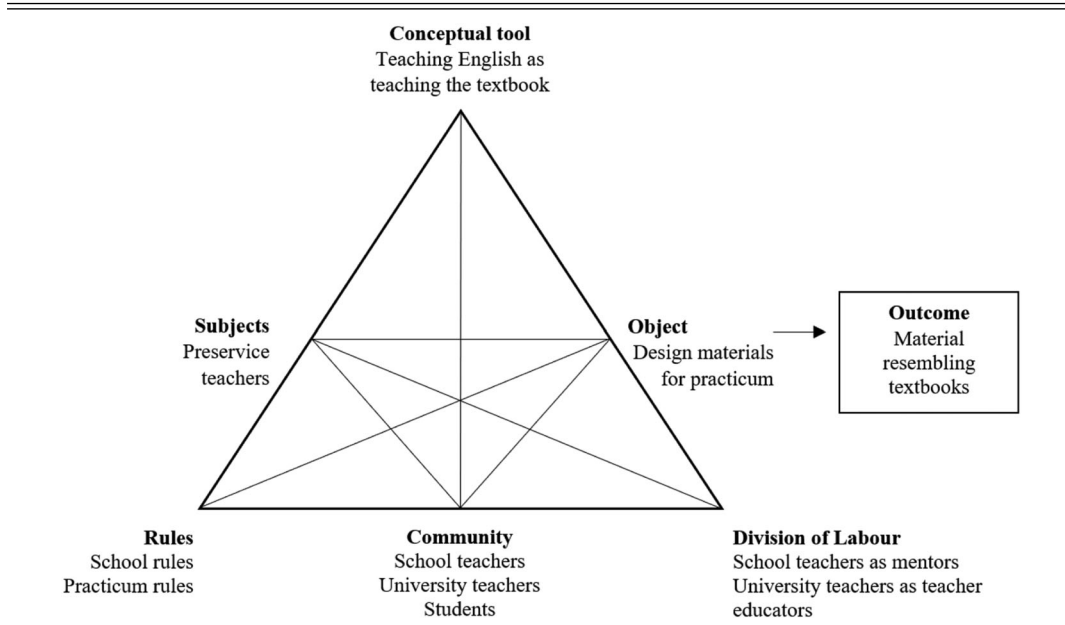 Conceptual tool
Teaching English as
teaching the textbook
Subjects
Preservice
teachers
Object
Design materials
for practicum
Outcome
Material
resembling
textbooks
Rules
School rules
Practicum rules
Community
School teachers
University teachers
Students
Division of Labour
School teachers as mentors
University teachers as teacher
educators